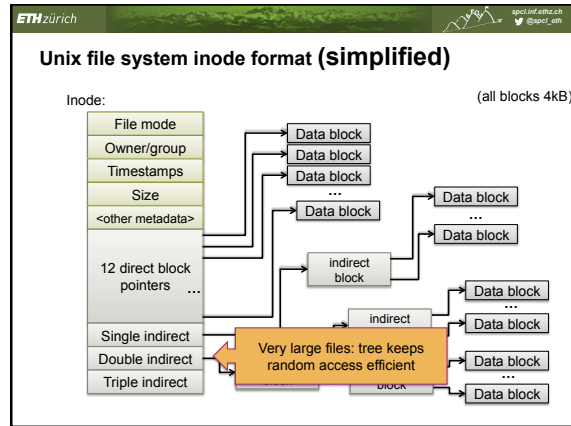 ETHzürich
spcl.inf.ethz.ch
@spcl_eth
Unix file system inode format (simplified)
Inode:
(all blocks 4kB)
File mode
Owner/group
Timestamps
Size
<other metadata>
12 direct block
pointers
...
Single indirect
Double indirect
Triple indirect
Data block
Data block
Data block
...
Data block
indirect
block
Data block
...
Data block
indirect
Very large files: tree keeps
random access efficient
block
block
Data block
...
Data block
Data block
...
Data block